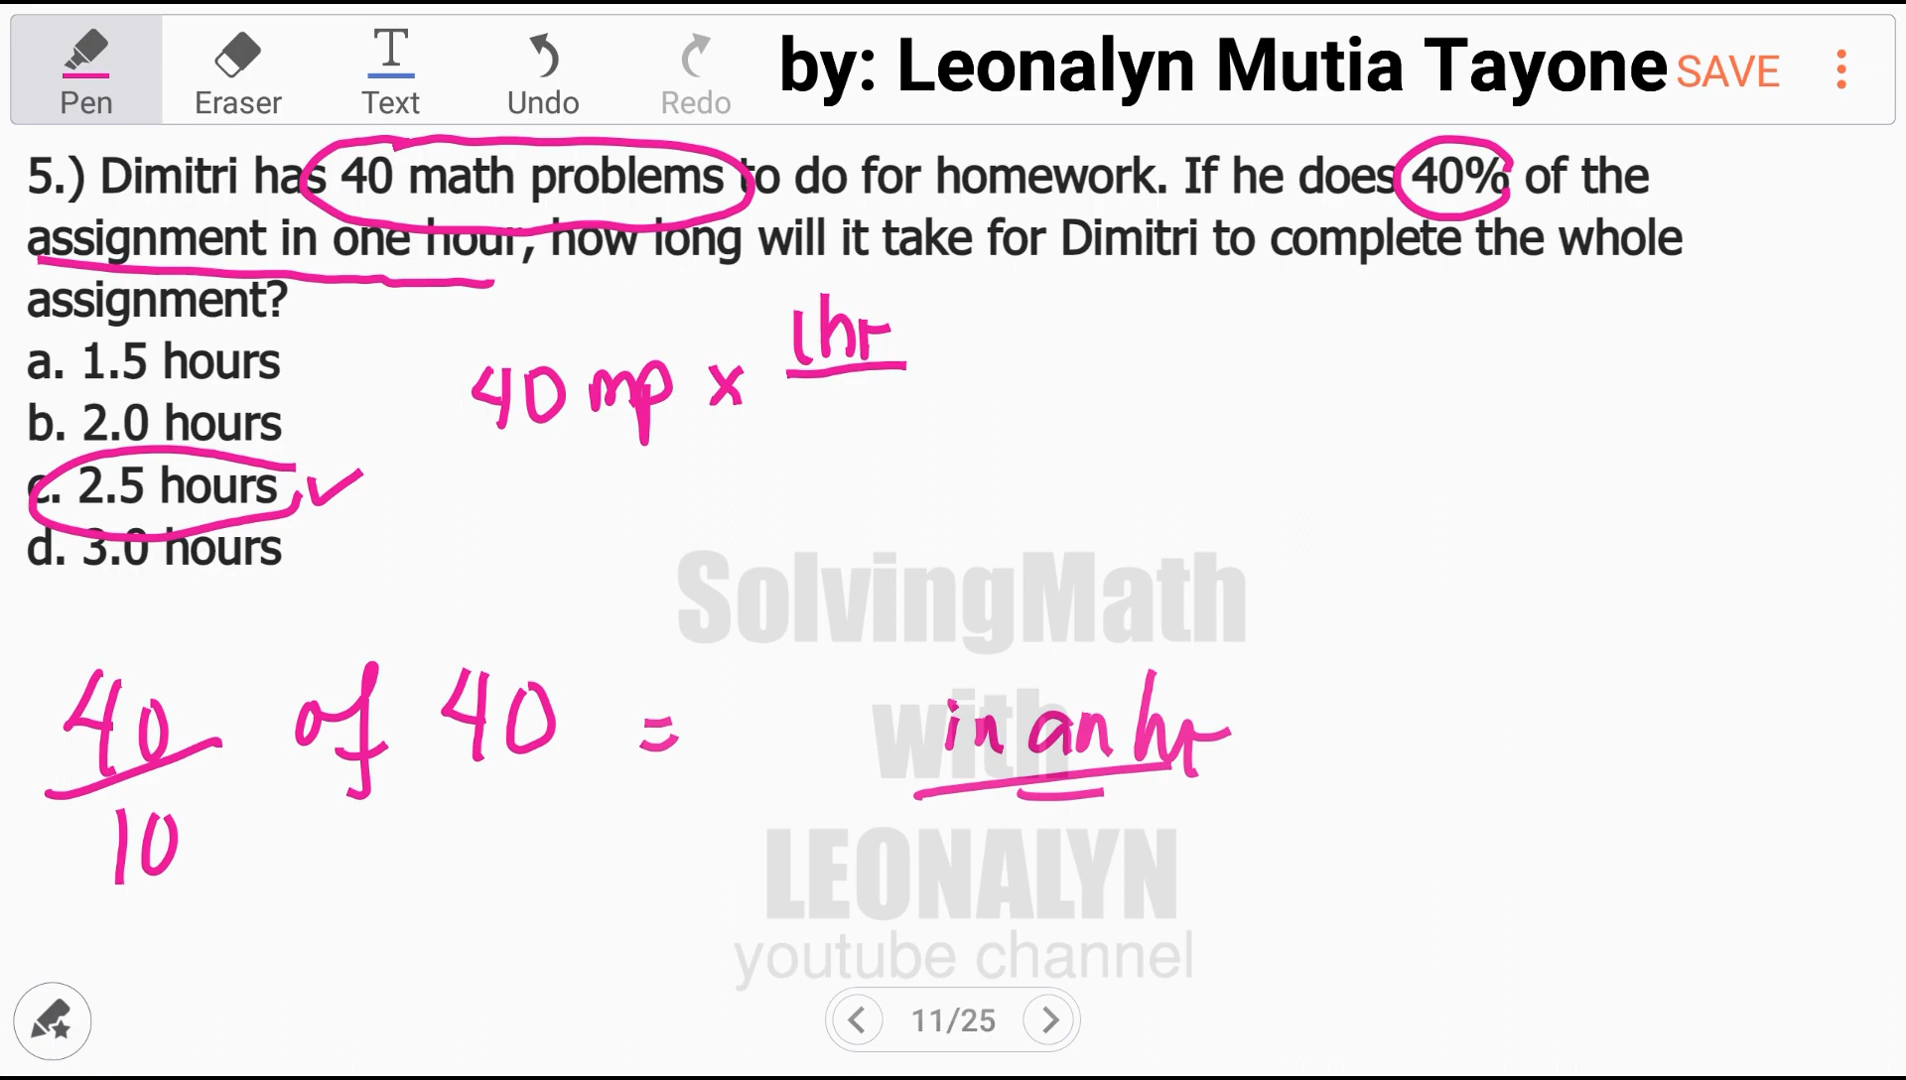 Pen Eraser Text Undo Redo by: Leonalyn Mutia Tayone SAVE
5.) Dimitri has 40 math problems to do for homework. If he does 40% of the
assignment in one hour, how long will it take for Dimitri to complete the whole
assignment?
a. 1.5 hours
b. 2.0 hours
c. 2.5 hours
d. 3.0 hours
1hr
40 mp x
SolvingMath
with
LEONALYN
youtube channel
40 of 40 = in an hr
10
11/25